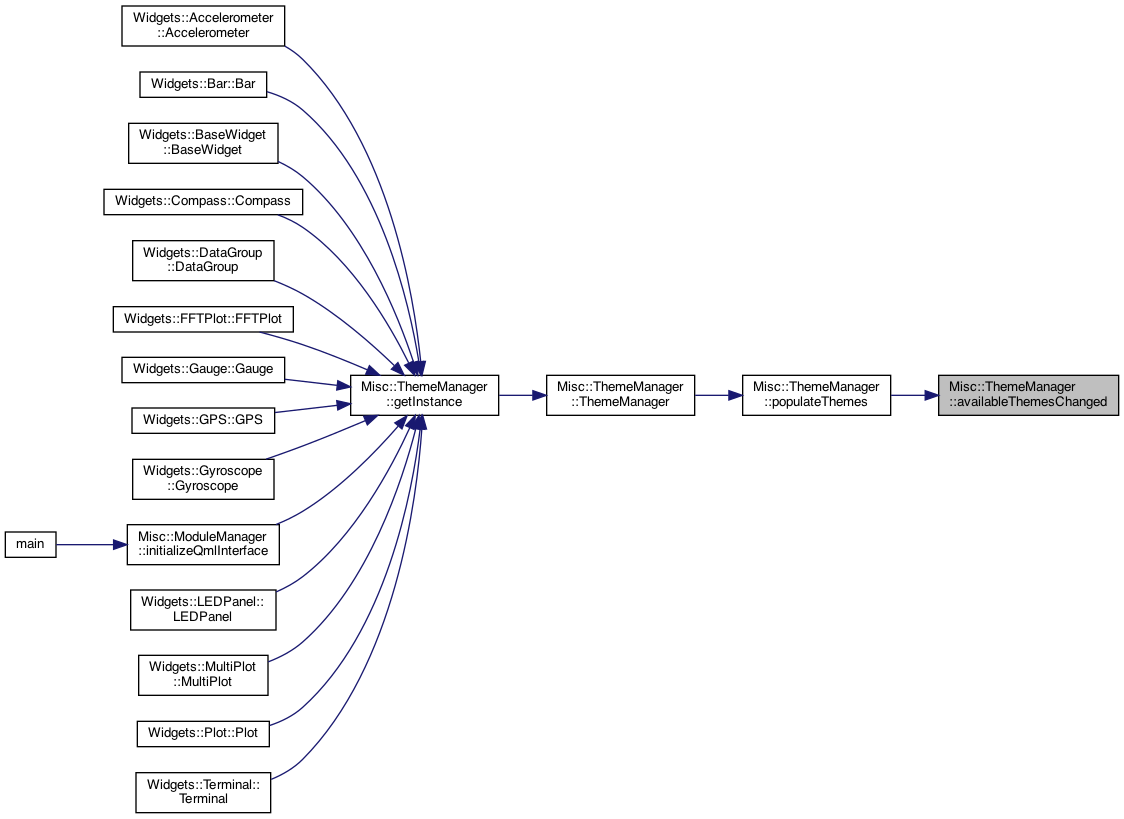 Widgets::Accelerometer
::Accelerometer
Widgets::Bar::Bar
Widgets::BaseWidget
::BaseWidget
Widgets::Compass::Compass
Widgets::DataGroup
::DataGroup
Widgets::FFTPlot::FFTPlot
Widgets::Gauge::Gauge
Widgets::GPS::GPS
Widgets::Gyroscope
::Gyroscope
main
Misc::ModuleManager
::initializeQmlInterface
Widgets::LEDPanel::
LEDPanel
Widgets::MultiPlot
::MultiPlot
Widgets::Plot::Plot
Widgets::Terminal::
Terminal
Misc::ThemeManager
::getInstance
Misc::ThemeManager
::ThemeManager
Misc::ThemeManager
::populateThemes
Misc::ThemeManager
::availableThemesChanged